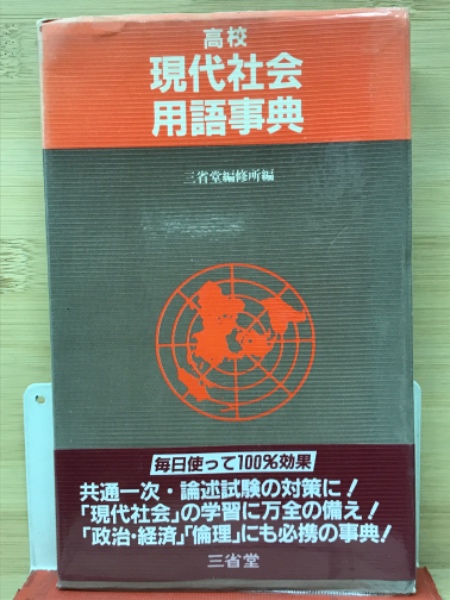 高校
現代社会
用語事典
三省堂編修所編
毎日使って100%効果
共通一次・論述試験の対策に!
「現代社会」の学習に万全の備え!
「政治・経済」「倫理」にも必携の事典!
三省堂